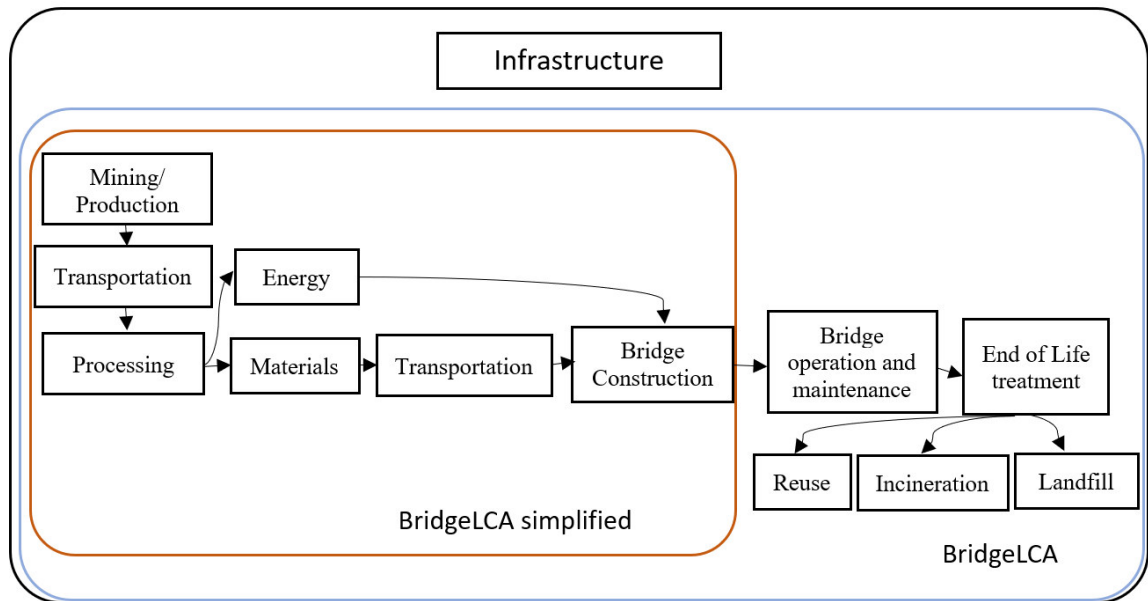 Infrastructure
Mining/
Production
Transportation
Energy
Processing
Materials
Transportation
Bridge
Construction
Bridge
operation and
maintenance
End of Life
treatment
Reuse
Incineration
Landfill
BridgeLCA simplified
BridgeLCA